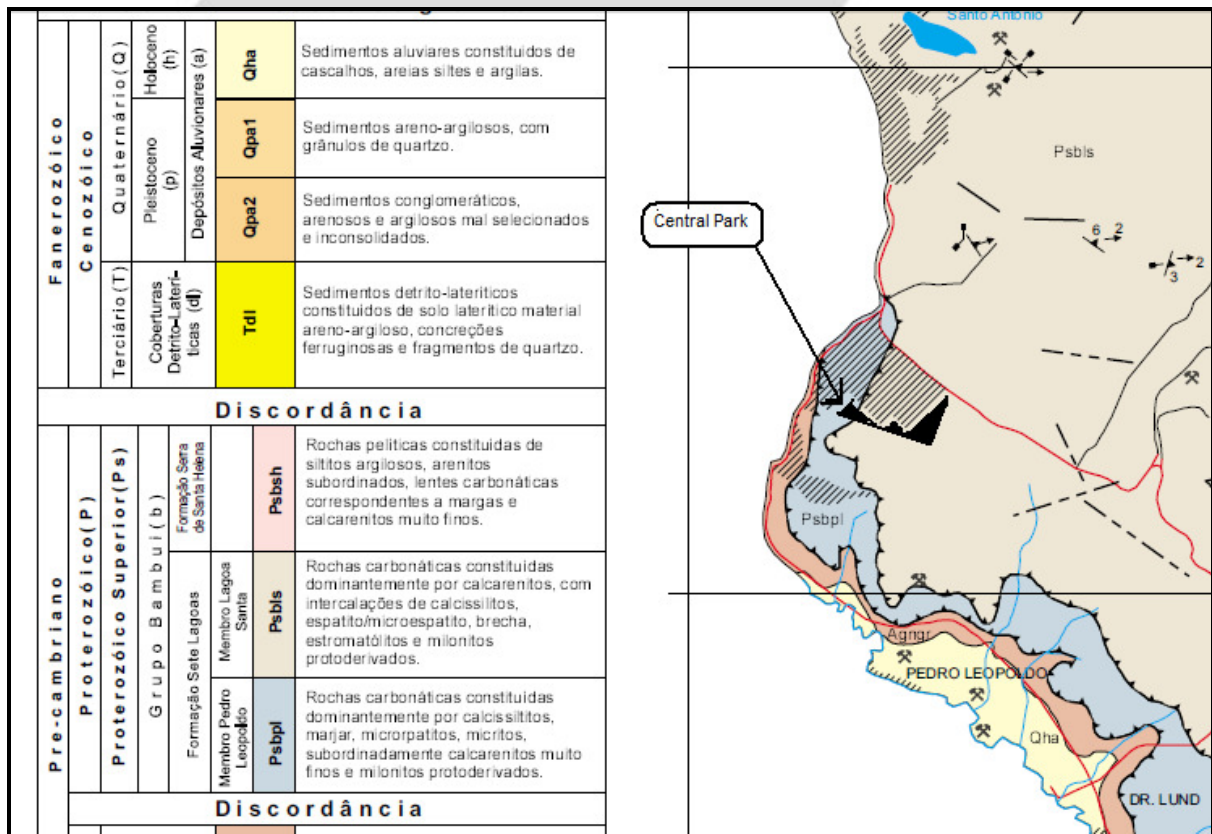 Fanerozóico
Cenozóico
Quaternário(Q)
Holoceno
(h)
Depósitos Aluvionares (a)
Qha
Sedimentos aluviares constituidos de
cascalhos, areias siltes e argilas.
Pleistoceno
(p)
Qpa1
Sedimentos areno-argilosos, com
grânulos de quartzo.
Qpa2
Sedimentos conglomeráticos,
arenosos e argilosos mal selecionados
e inconsolidados.
Terciário(T)
Coberturas
Detrito-Laterí-
ticas (dl)
Tdl
Sedimentos detrito-lateríticos
constituidos de solo laterítico material
areno-argiloso, concreções
ferruginosas e fragmentos de quartzo.
Discordância
Pre-cambriano
Proterozóico(P)
Proterozóico Superior(Ps)
Grupo Bambuí(b)
Formação Serra
de Santa Helena
Psbsh
Rochas pelíticas constituidas de
siltitos argilosos, arenitos
subordinados, lentes carbonáticas
correspondentes a margas e
calcarenitos muito finos.
Formação Sete Lagoas
Membro Lagoa
Santa
Psbls
Rochas carbonáticas constituidas
dominantemente por calcarenitos, com
intercalações de calcissilitos,
espatito/microespatito, brecha,
estromatólitos e milonitos
protoderivados.
Membro Pedro
Leopoldo
Psbpl
Rochas carbonáticas constituidas
dominantemente por calcissiltitos,
marjar, microrpatitos, micritos,
subordinadamente calcarenitos muito
finos e milonitos protoderivados.
Discordância
Santo Antônio
Psbls
Central Park
6 2
2
3
Psbpl
Agngr
PEDRO LEOPOLDO
Qha
DR. LUND